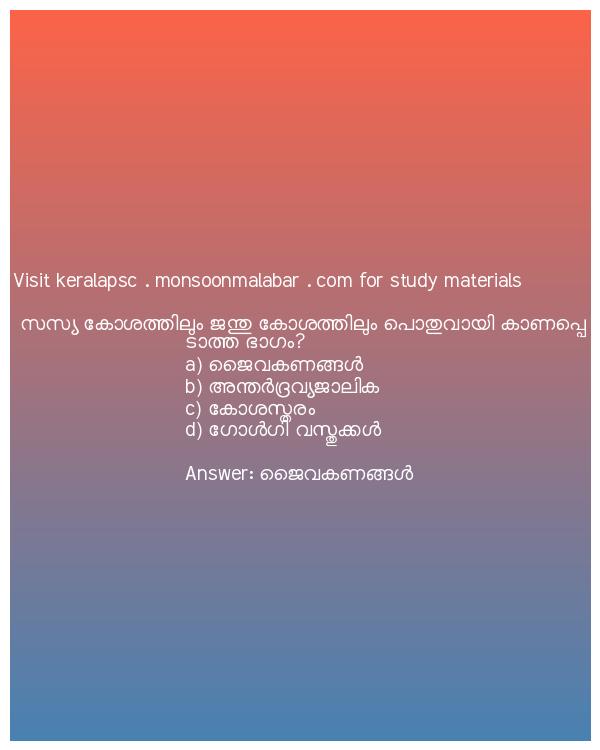 Visit keralapsc . monsoonmalabar . com for study materials
സസ്യ കോശത്തിലും ജന്തു കോശത്തിലും പൊതുവായി കാണപ്പെ
ടാത്ത ഭാഗം?
a) ജൈവകണങ്ങൾ
b) അന്തർദ്രവ്യജാലിക
c) കോശസ്തരം
d) ഗോൾഗി വസ്തുക്കൾ
Answer: ജൈവകണങ്ങൾ